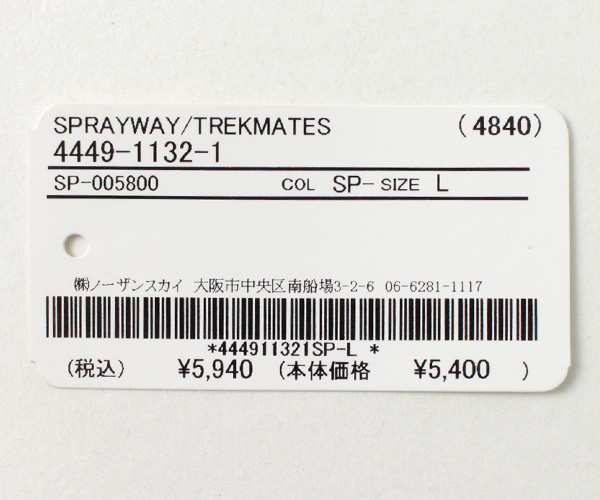 SPRAYWAY/TREKMATES (4840)
4449-1132-1
SP-005800 COL SP- SIZE L
㈱ノーザンスカイ 大阪市中央区南船場3-2-6 06-6281-1117
*444911321SP-L *
(税込) ¥5,940 (本体価格 ¥5,400 )